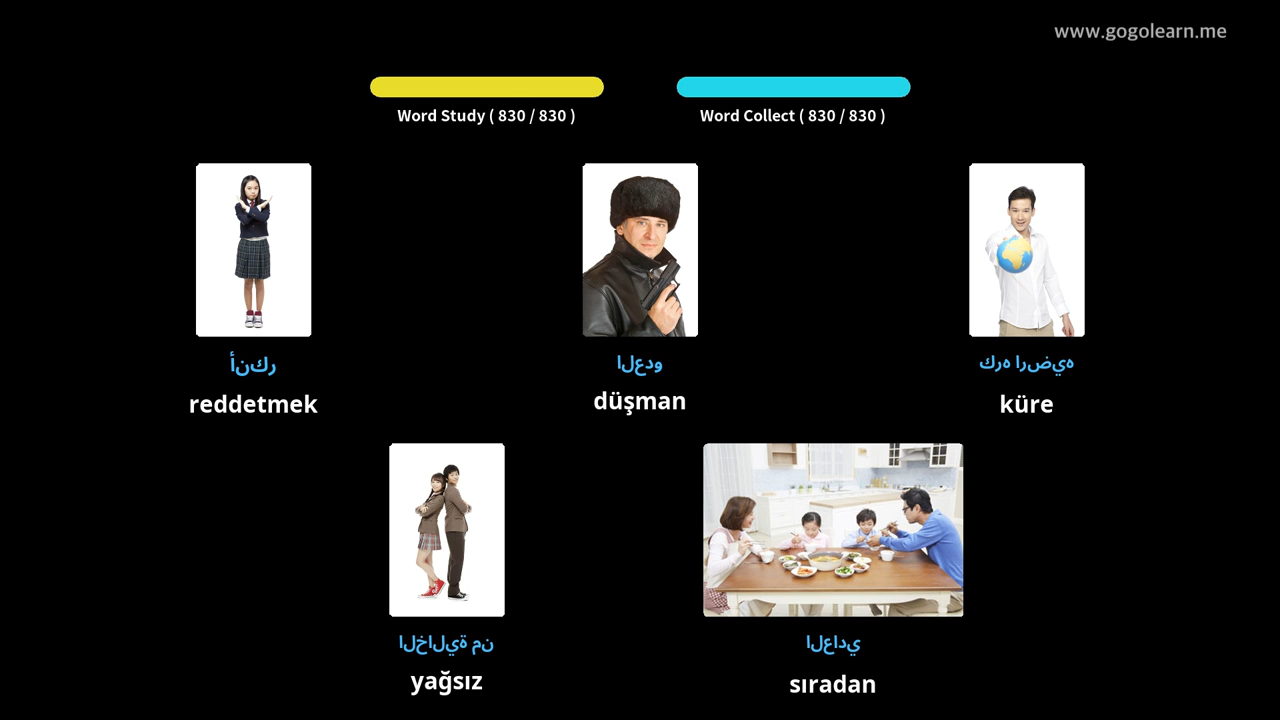 www.gogolearn.me
Word Study ( 830 / 830 )
Word Collect ( 830 / 830 )
أنكر
reddetmek
العدو
düşman
كره ارضيه
küre
الخالية من
yağsız
العادي
sıradan